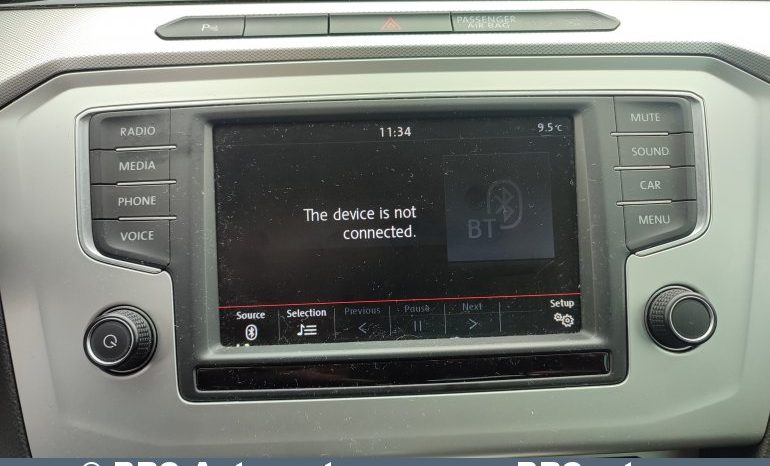 P
PASSENGER
AIR BAG
RADIO
MEDIA
PHONE
VOICE
11:34
9.5°C
The device is not
connected.
BT
Source
Selection
Previous
Pause
Next
Setup
MUTE
SOUND
CAR
MENU